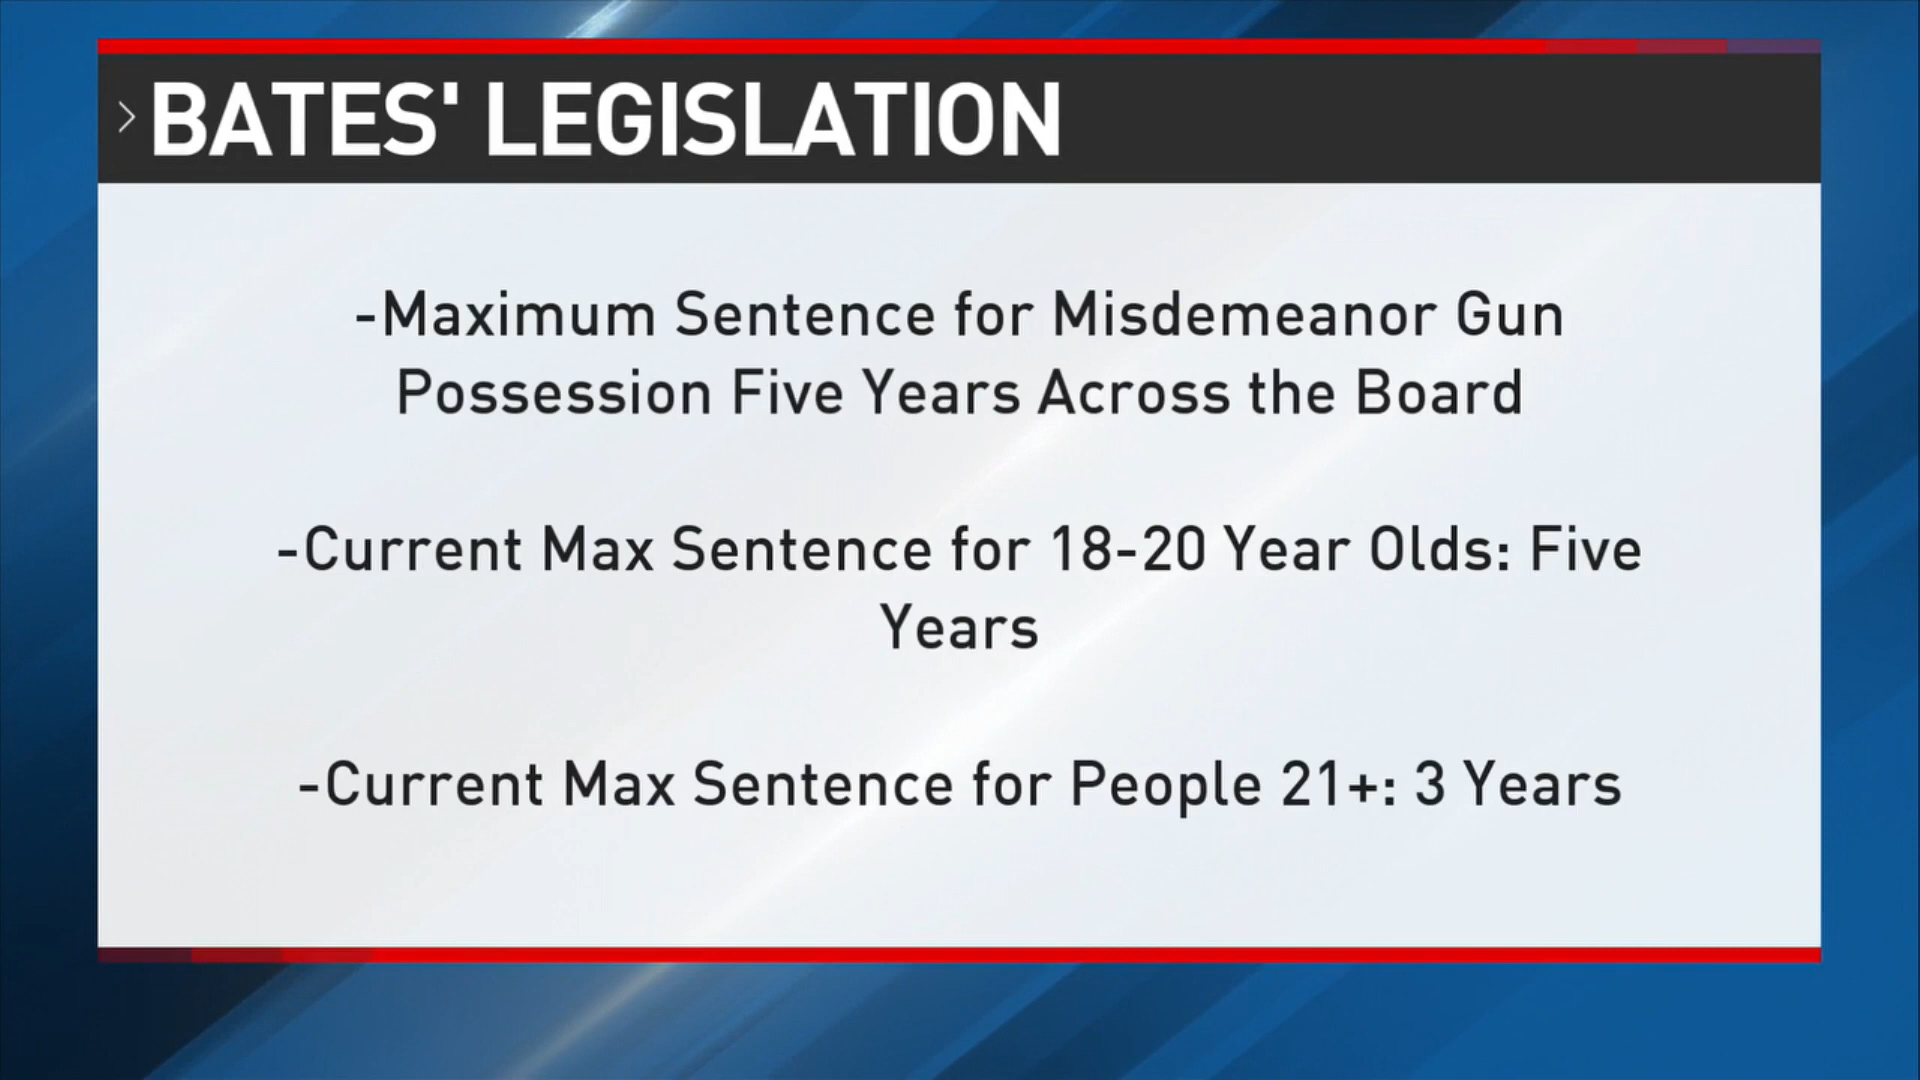 BATES' LEGISLATION
-Maximum Sentence for Misdemeanor Gun
Possession Five Years Across the Board
-Current Max Sentence for 18-20 Year Olds: Five
Years
-Current Max Sentence for People 21+: 3 Years